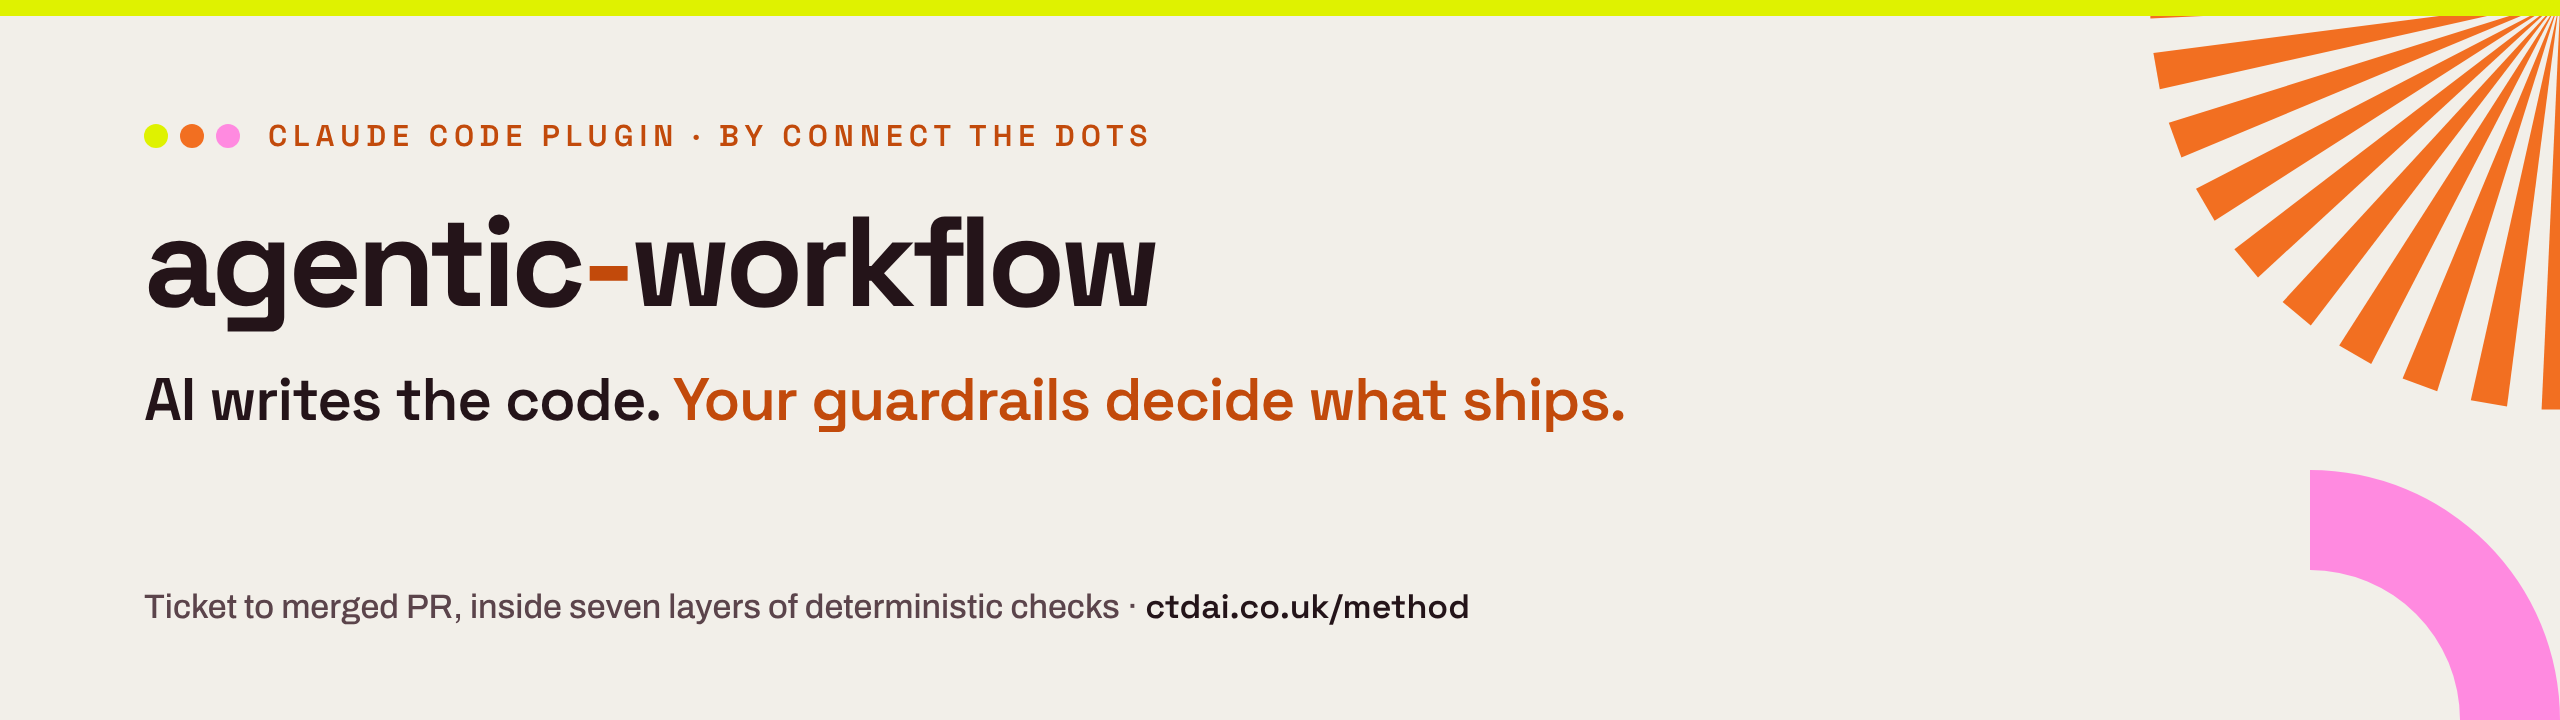 CLAUDE CODE PLUGIN · BY CONNECT THE DOTS
agentic-workflow
AI writes the code. Your guardrails decide what ships.
Ticket to merged PR, inside seven layers of deterministic checks · ctdai.co.uk/method